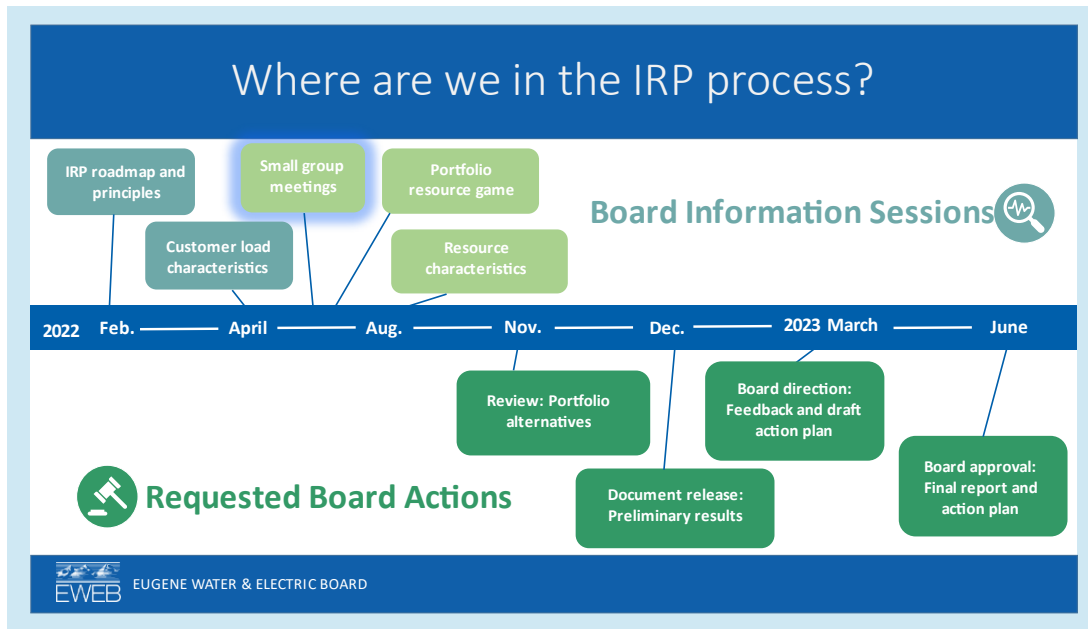 Where are we in the IRP process?
IRP roadmap and
principles
Small group
meetings
Portfolio
resource game
Customer load
characteristics
Resource
characteristics
Board Information Sessions
2022 Feb. April Aug. Nov. Dec. 2023 March June
Review: Portfolio
alternatives
Document release:
Preliminary results
Board direction:
Feedback and draft
action plan
Board approval:
Final report and
action plan
Requested Board Actions
EWEB
EUGENE WATER & ELECTRIC BOARD